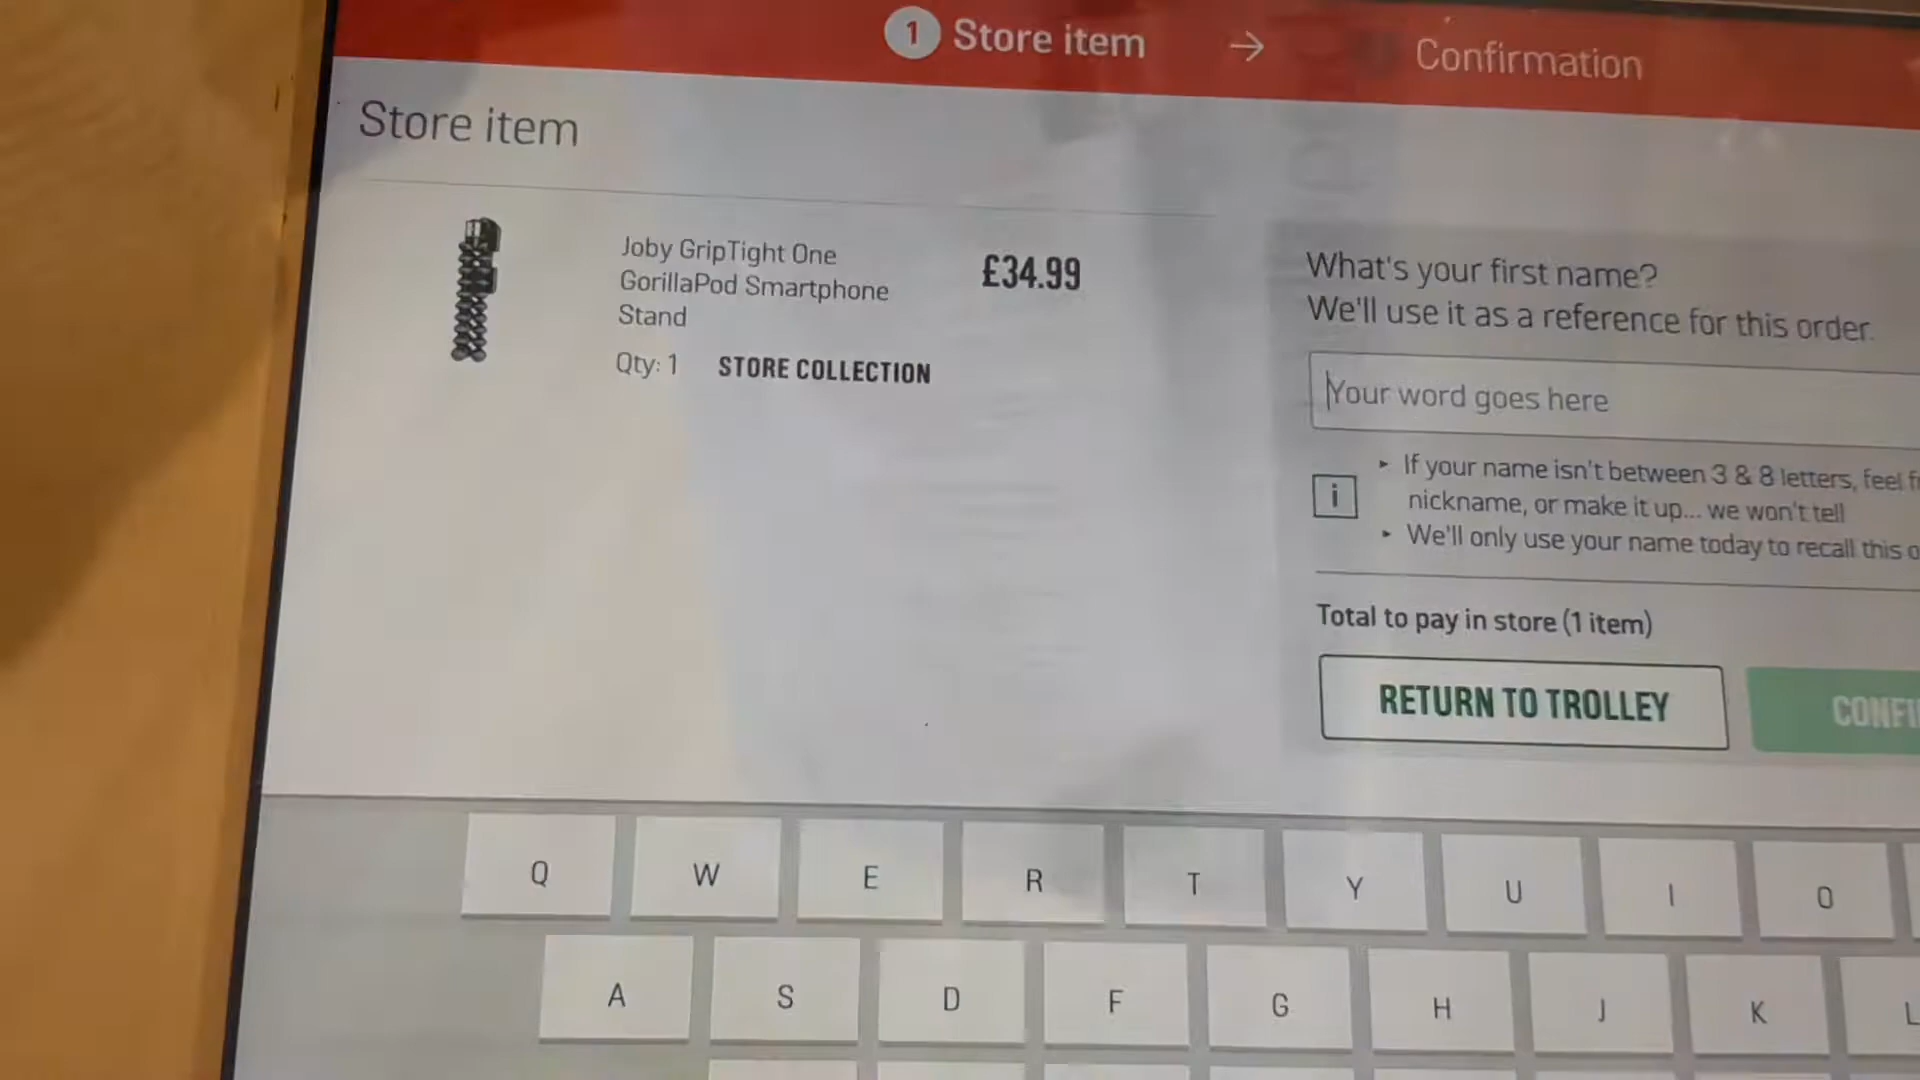 1 Store item → Confirmation
Store item
Joby GripTight One
GorillaPod Smartphone
Stand
£34.99
Qty: 1 STORE COLLECTION
What's your first name?
We'll use it as a reference for this order.
Your word goes here
i
▸ If your name isn't between 3 & 8 letters, feel
nickname, or make it up... we won't tell
▸ We'll only use your name today to recall this
Total to pay in store (1 item)
RETURN TO TROLLEY
Q W E R T Y U I O
A S D F G H J K L